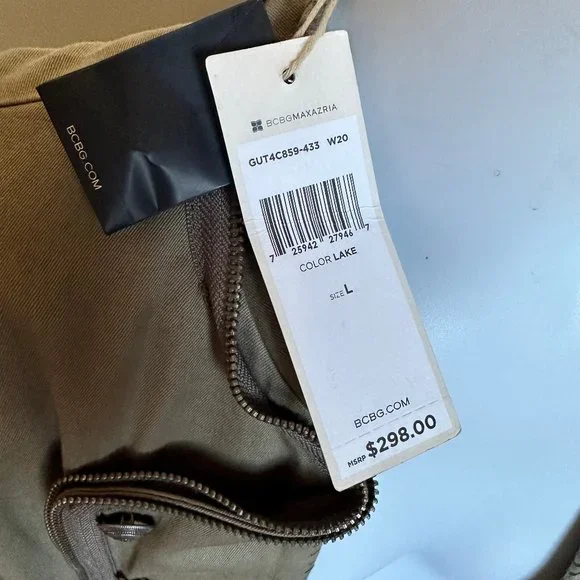 BCBG.COM
BCBGMAXAZRIA
GUT4C859-433 W20
7 25942 27946 7
COLOR LAKE
SIZE L
BCBG.COM
MSRP $298.00